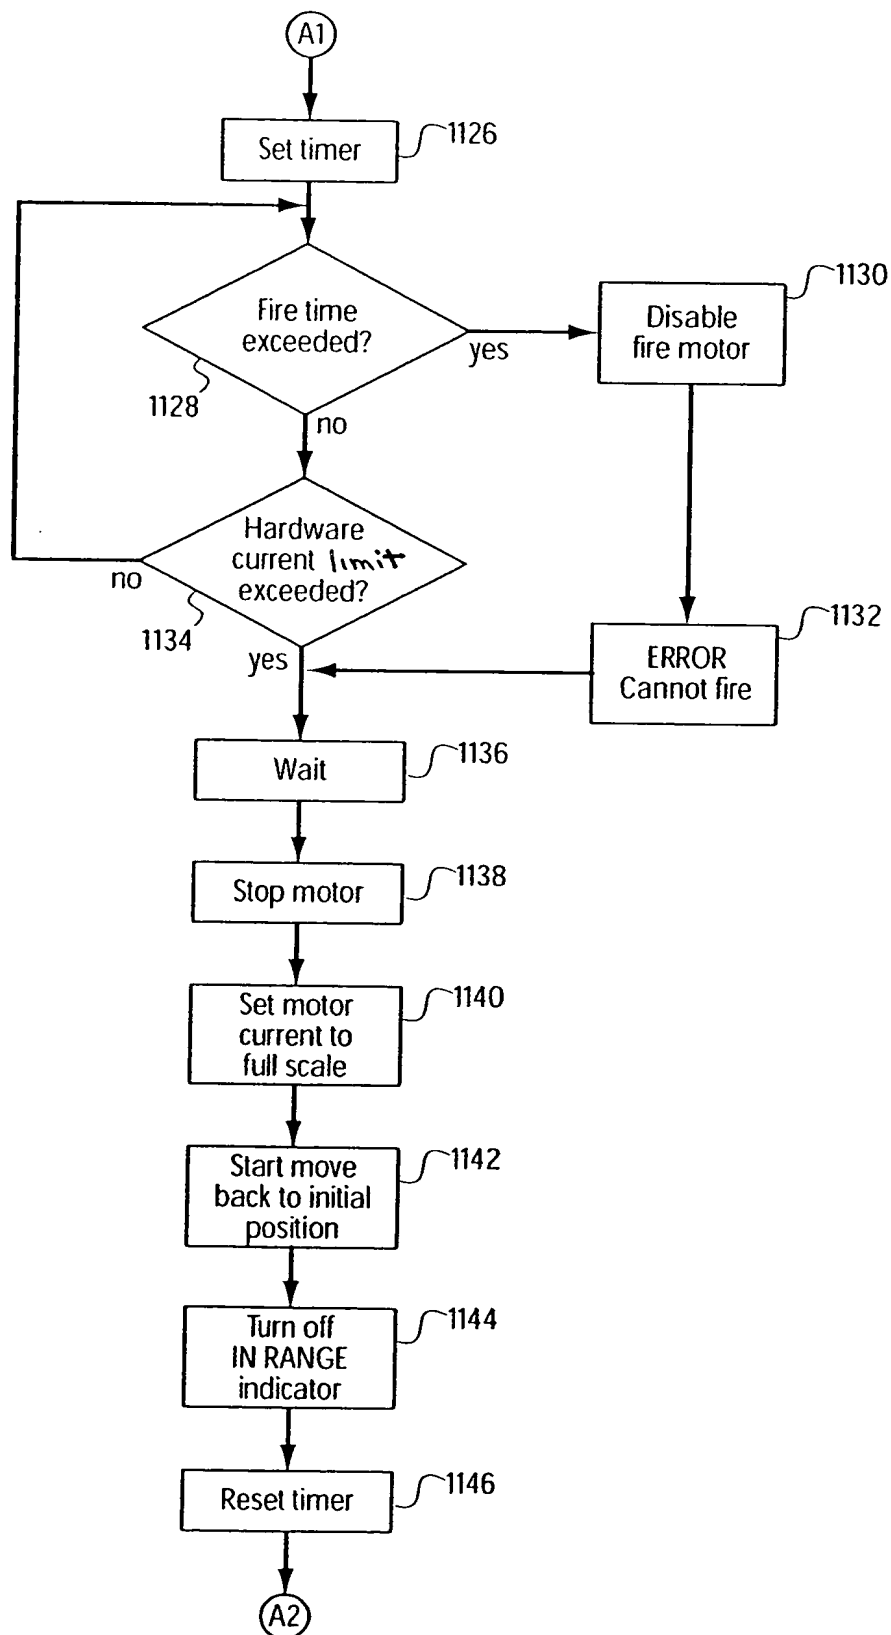 A1
Set timer
1126
Fire time
exceeded?
1128
yes
no
Disable
fire motor
1130
Hardware
current limit
exceeded?
1134
no
yes
ERROR
Cannot fire
1132
Wait
1136
Stop motor
1138
Set motor
current to
full scale
1140
Start move
back to initial
position
1142
Turn off
IN RANGE
indicator
1144
Reset timer
1146
A2